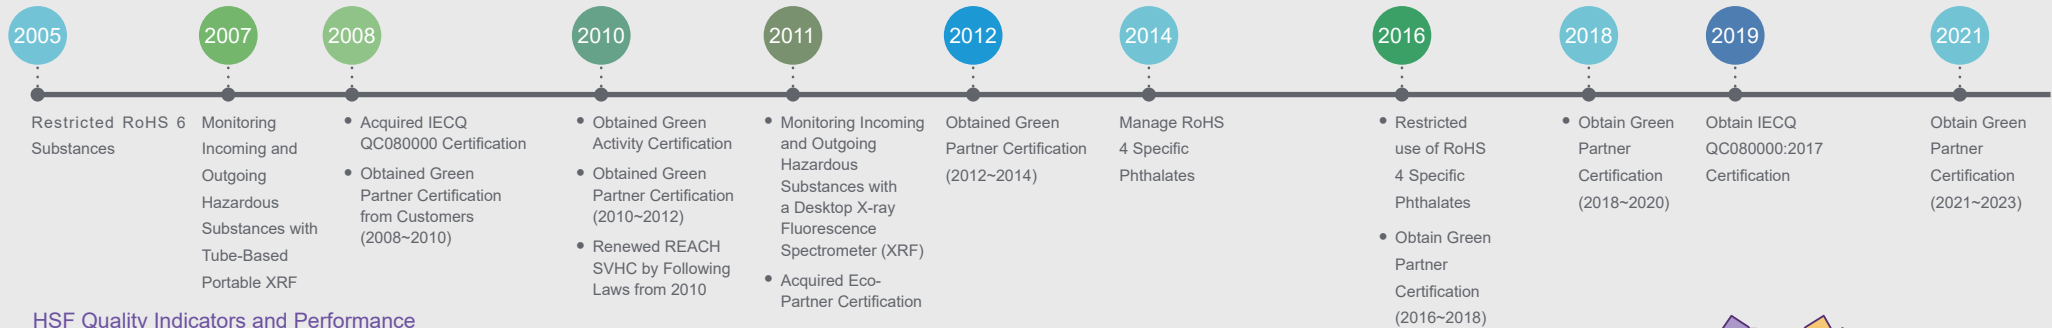 2005
2007
2008
2010
2011
2012
2014
2016
2018
2019
2021
Restricted RoHS 6
Substances
Monitoring
Incoming and
Outgoing
Hazardous
Substances with
Tube-Based
Portable XRF
• Acquired IECQ
QC080000 Certification
• Obtained Green
Partner Certification
from Customers
(2008~2010)
• Obtained Green
Activity Certification
• Obtained Green
Partner Certification
(2010~2012)
• Renewed REACH
SVHC by Following
Laws from 2010
• Monitoring Incoming
and Outgoing
Hazardous
Substances with
a Desktop X-ray
Fluorescence
Spectrometer (XRF)
• Acquired Eco-
Partner Certification
Obtained Green
Partner Certification
(2012~2014)
Manage RoHS
4 Specific
Phthalates
• Restricted
use of RoHS
4 Specific
Phthalates
• Obtain Green
Partner
Certification
(2016~2018)
• Obtain Green
Partner
Certification
(2018~2020)
Obtain IECQ
QC080000:2017
Certification
Obtain Green
Partner
Certification
(2021~2023)
HSF Quality Indicators and Performance